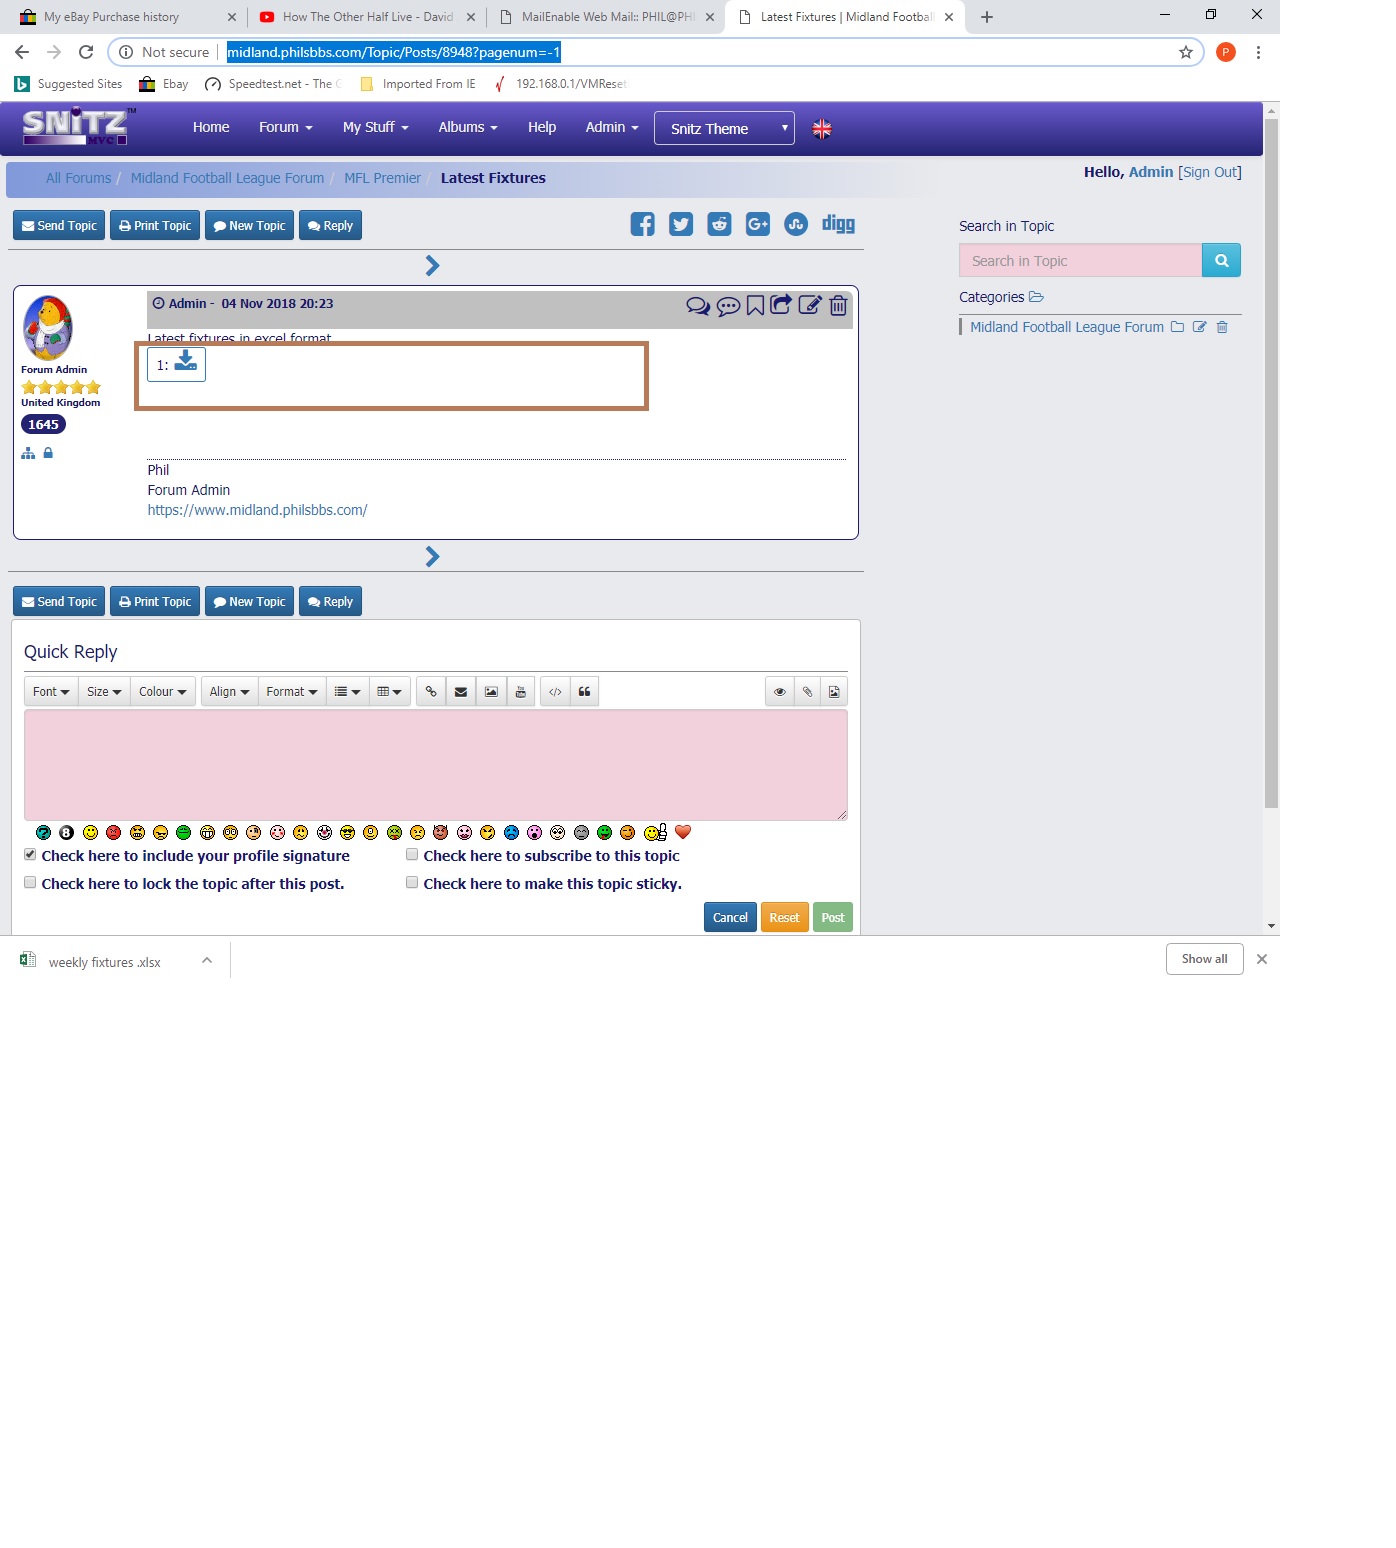 My eBay Purchase history
How The Other Half Live - David
MailEnable Web Mail:: PHIL@PHI
Latest Fixtures | Midland Football
Not secure
midland.philsbbs.com/Topic/Posts/8948?pagenum=-1
P
Suggested Sites
Ebay
Speedtest.net - The G
Imported From IE
192.168.0.1/VMReset
SNiTZ™
MVC
Home
Forum
My Stuff
Albums
Help
Admin
Snitz Theme
All Forums / Midland Football League Forum / MFL Premier / Latest Fixtures
Hello, Admin [Sign Out]
Send Topic
Print Topic
New Topic
Reply
G+
digg
Search in Topic
Search in Topic
Categories
Midland Football League Forum
Admin - 04 Nov 2018 20:23
Latest fixtures in excel format
1:
Forum Admin
United Kingdom
1645
Phil
Forum Admin
https://www.midland.philsbbs.com/
Send Topic
Print Topic
New Topic
Reply
Quick Reply
Font
Size
Colour
Align
Format
Check here to include your profile signature
Check here to subscribe to this topic
Check here to lock the topic after this post.
Check here to make this topic sticky.
Cancel
Reset
Post
weekly fixtures .xlsx
Show all